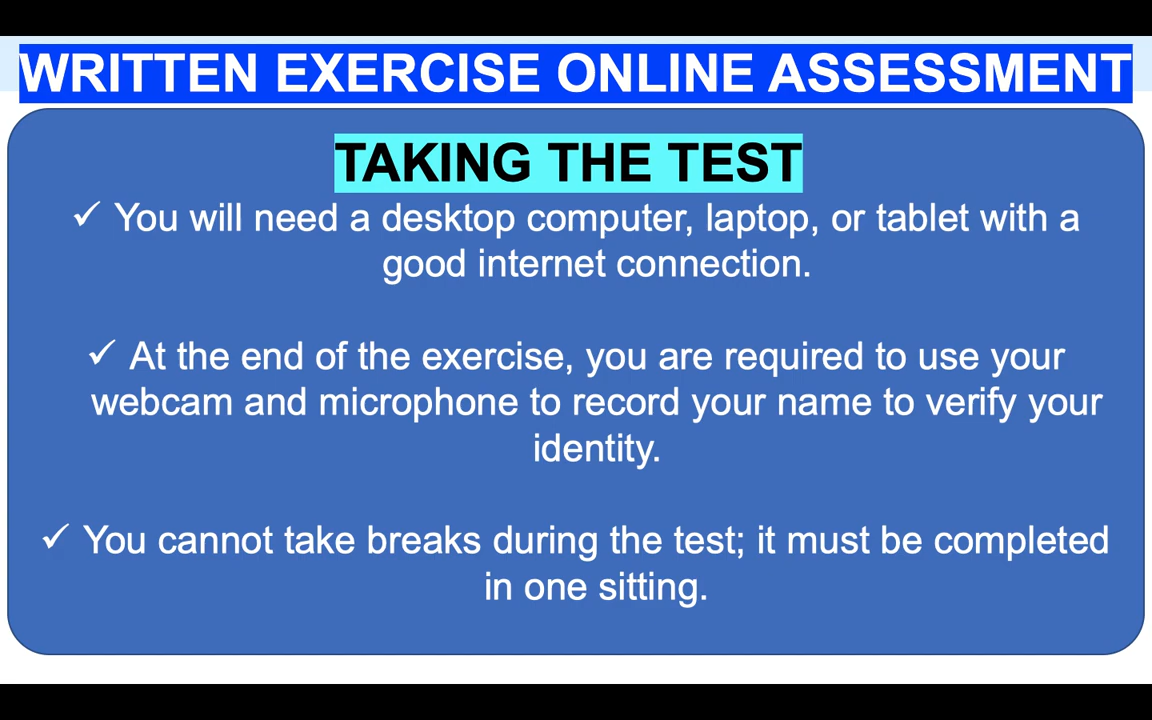 WRITTEN EXERCISE ONLINE ASSESSMENT
TAKING THE TEST
✓ You will need a desktop computer, laptop, or tablet with a
good internet connection.
✓ At the end of the exercise, you are required to use your
webcam and microphone to record your name to verify your
identity.
✓ You cannot take breaks during the test; it must be completed
in one sitting.